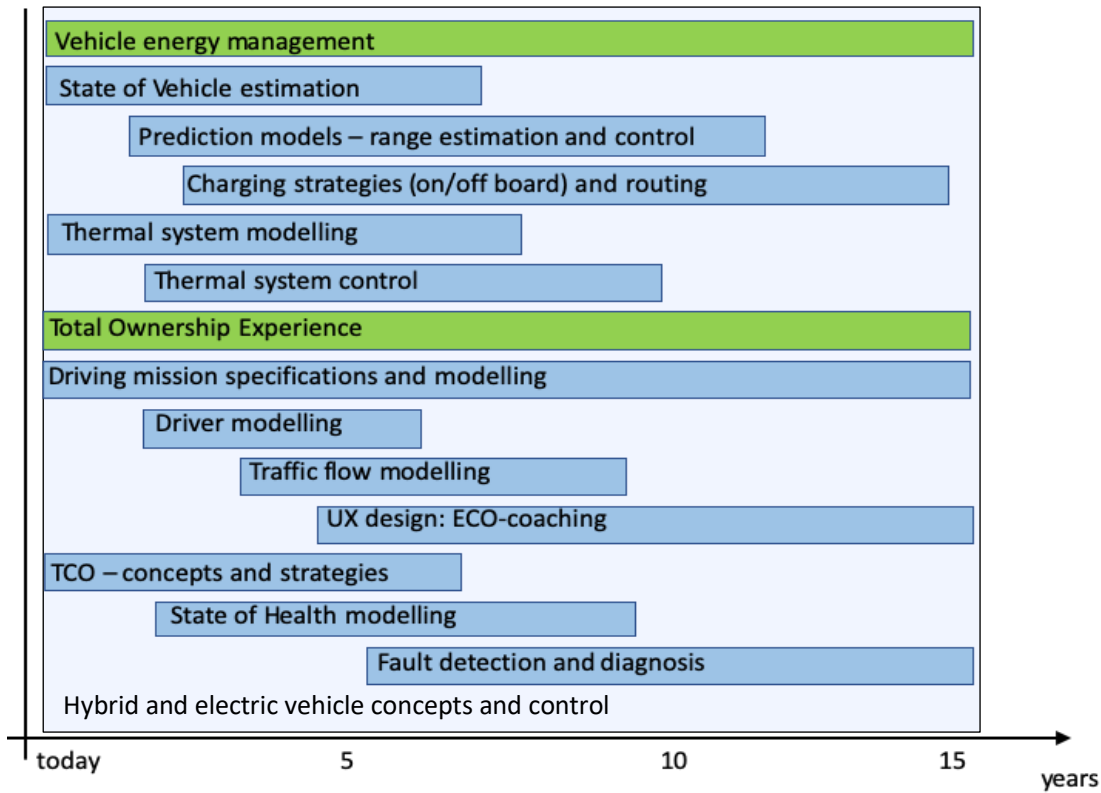 Vehicle energy management
State of Vehicle estimation
Prediction models – range estimation and control
Charging strategies (on/off board) and routing
Thermal system modelling
Thermal system control
Total Ownership Experience
Driving mission specifications and modelling
Driver modelling
Traffic flow modelling
UX design: ECO-coaching
TCO – concepts and strategies
State of Health modelling
Fault detection and diagnosis
Hybrid and electric vehicle concepts and control
today 5 10 15
years